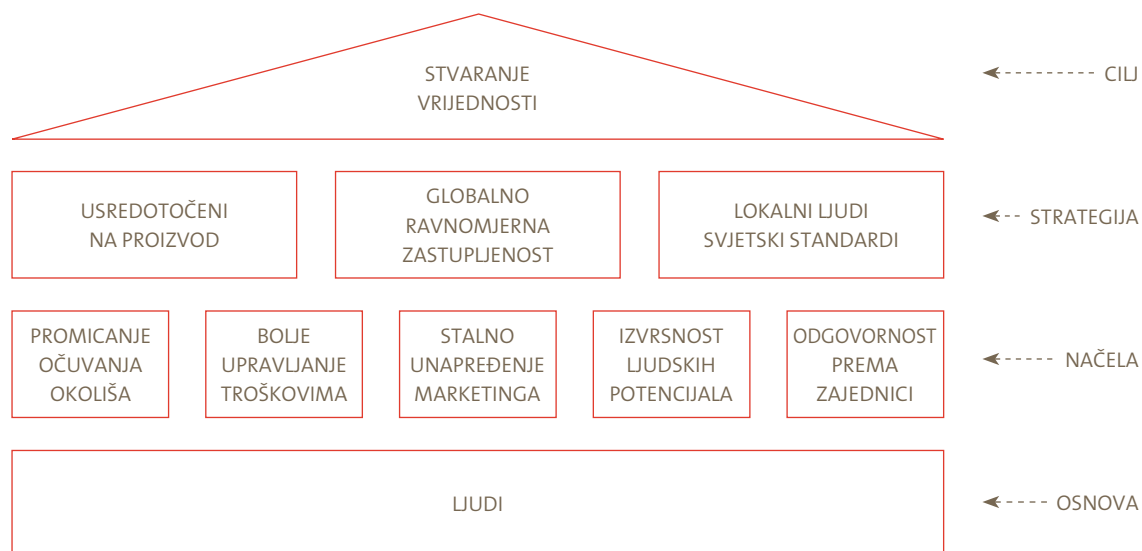 STVARANJE
VRIJEDNOSTI
CILJ
USREDOTOČENI
NA PROIZVOD
GLOBALNO
RAVNOMJERNA
ZASTUPLJENOST
LOKALNI LJUDI
SVJETSKI STANDARDI
STRATEGIJA
PROMICANJE
OČUVANJA
OKOLIŠA
BOLJE
UPRAVLJANJE
TROŠKOVIMA
STALNO
UNAPREĐENJE
MARKETINGA
IZVRSNOST
LJUDSKIH
POTENCIJALA
ODGOVORNOST
PREMA
ZAJEDNICI
NAČELA
LJUDI
OSNOVA